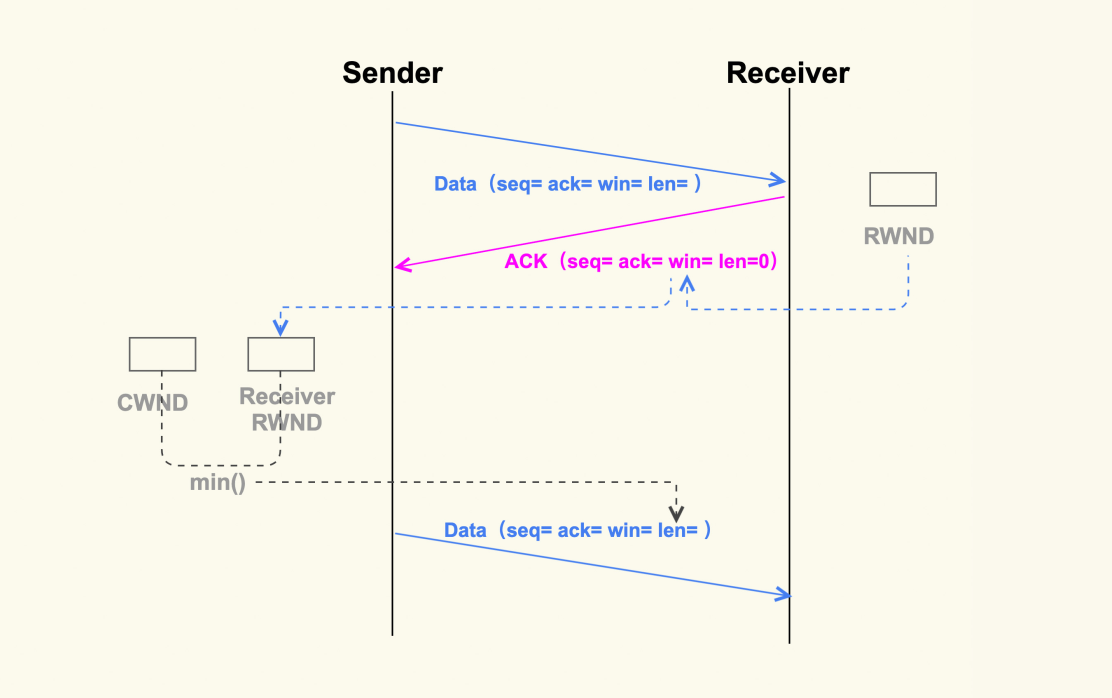 Sender
Receiver
Data（seq= ack= win= len= ）
RWND
ACK（seq= ack= win= len=0）
CWND
Receiver
RWND
min()
Data（seq= ack= win= len= ）